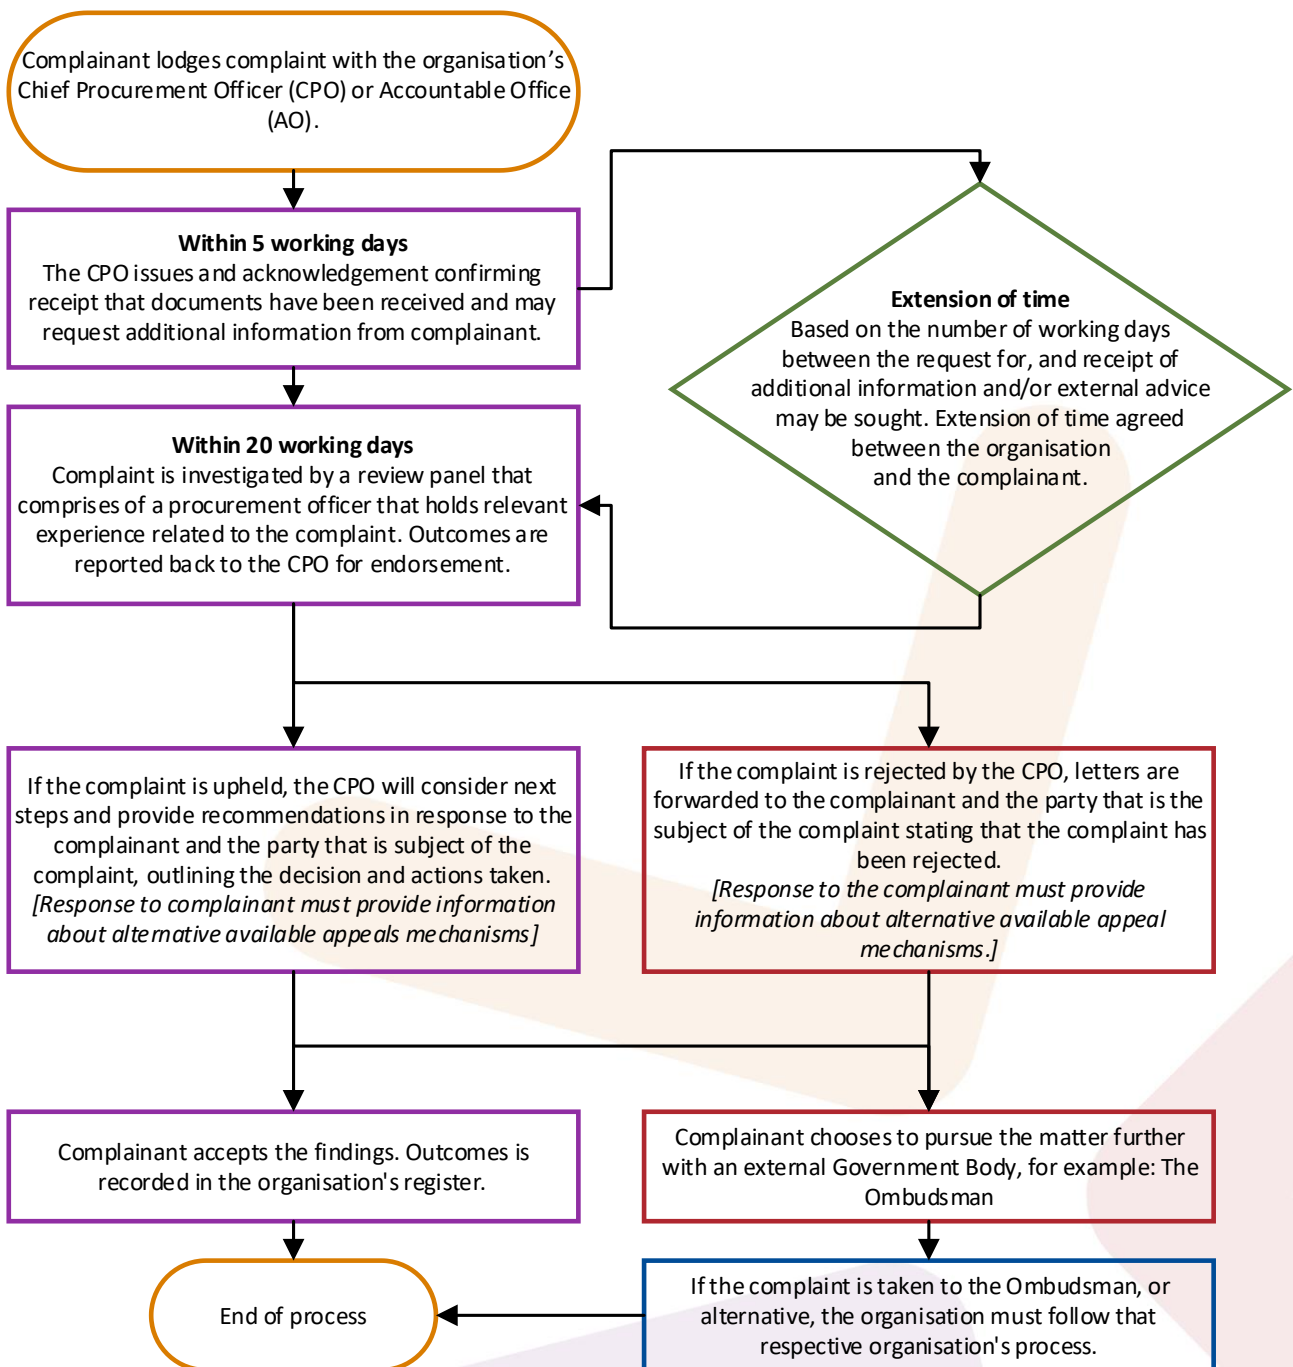 Complainant lodges complaint with the organisation's
Chief Procurement Officer (CPO) or Accountable Office
(AO).
Within 5 working days
The CPO issues and acknowledgement confirming
receipt that documents have been received and may
request additional information from complainant.
Extension of time
Based on the number of working days
between the request for, and receipt of
additional information and/or external advice
may be sought. Extension of time agreed
between the organisation
and the complainant.
Within 20 working days
Complaint is investigated by a review panel that
comprises of a procurement officer that holds relevant
experience related to the complaint. Outcomes are
reported back to the CPO for endorsement.
If the complaint is upheld, the CPO will consider next
steps and provide recommendations in response to the
complainant and the party that is subject of the
complaint, outlining the decision and actions taken.
[Response to complainant must provide information
about alternative available appeals mechanisms]
If the complaint is rejected by the CPO, letters are
forwarded to the complainant and the party that is the
subject of the complaint stating that the complaint has
been rejected.
[Response to the complainant must provide
information about alternative available appeal
mechanisms.]
Complainant accepts the findings. Outcomes is
recorded in the organisation's register.
Complainant chooses to pursue the matter further
with an external Government Body, for example: The
Ombudsman
End of process
If the complaint is taken to the Ombudsman, or
alternative, the organisation must follow that
respective organisation's process.